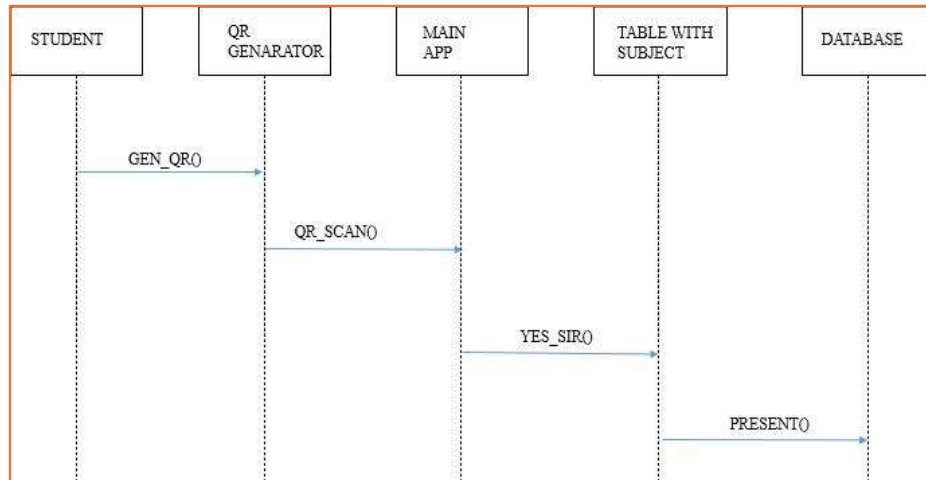 STUDENT
QR
GENARATOR
MAIN
APP
TABLE WITH
SUBJECT
DATABASE
GEN_QR()
QR_SCAN()
YES_SIR()
PRESENT()